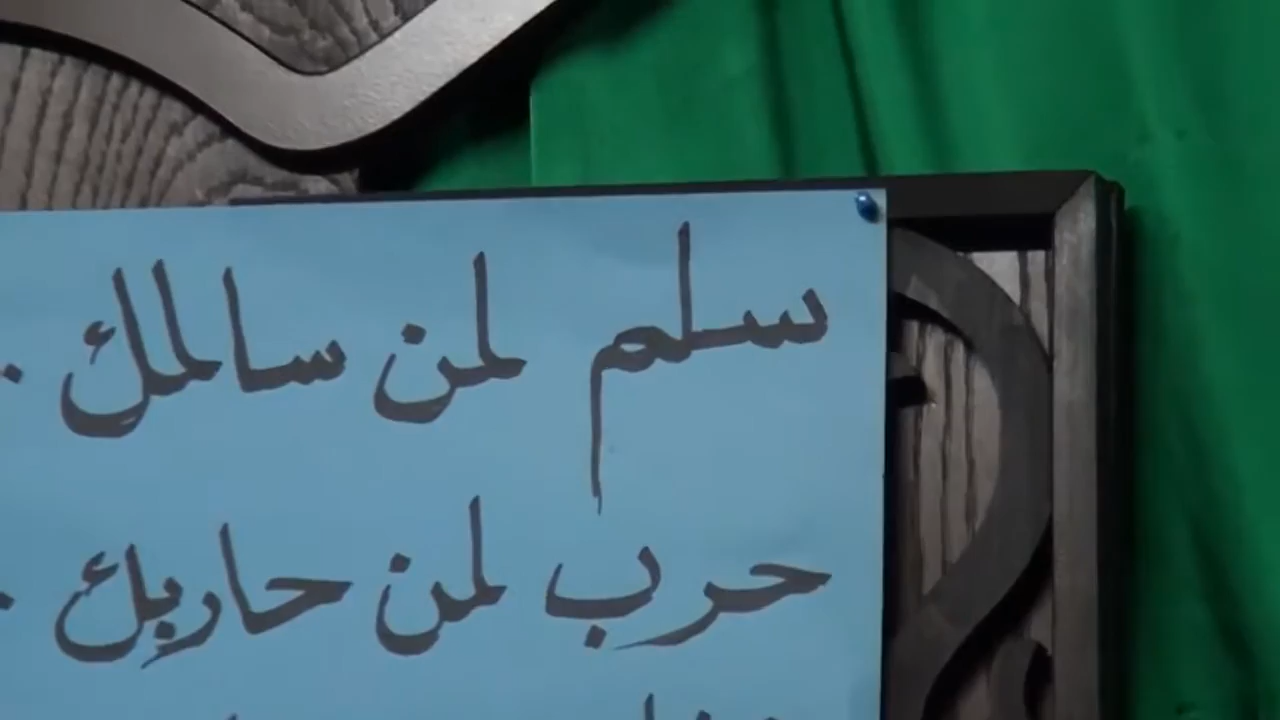 سلم لمن سالمك .
حرب لمن حاربك .